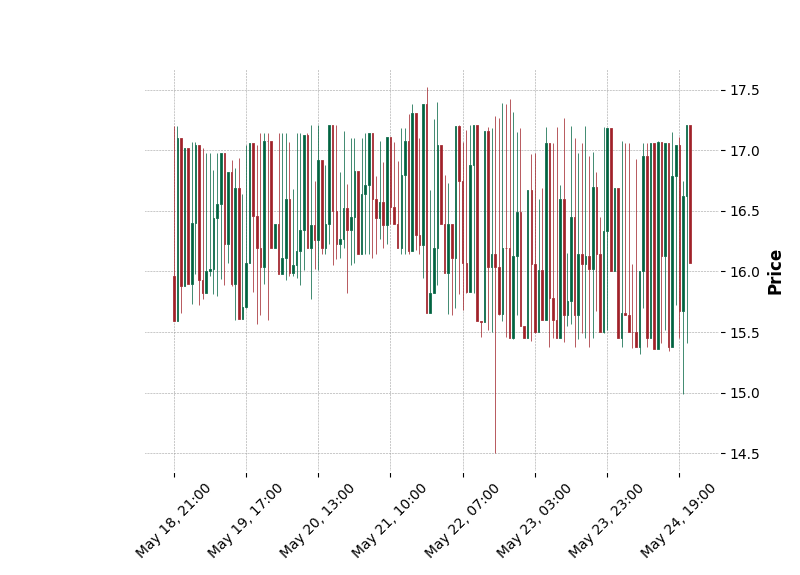 17.5
17.0
16.5
16.0
15.5
15.0
14.5
Price
May 18, 21:00
May 19, 17:00
May 20, 13:00
May 21, 10:00
May 22, 07:00
May 23, 03:00
May 23, 23:00
May 24, 19:00